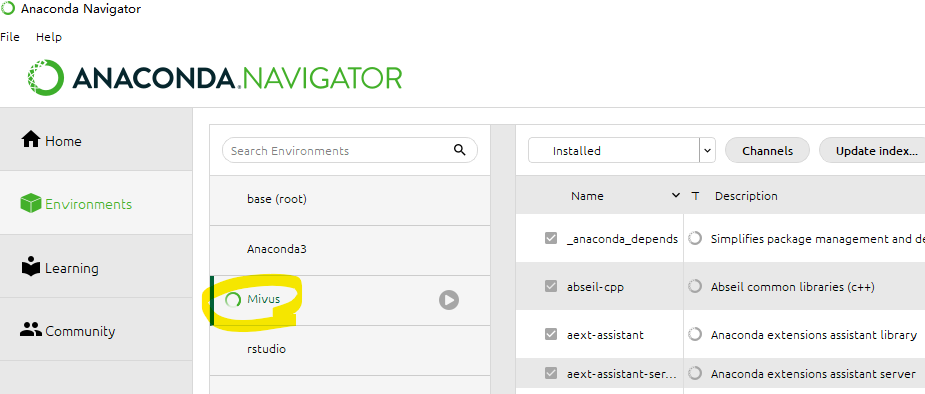 Anaconda Navigator
File Help
ANACONDA.NAVIGATOR
Home
Environments
Learning
Community
Search Environments
base (root)
Anaconda3
Mivus
rstudio
Installed
Channels
Update index...
Name T Description
_anaconda_depends Simplifies package management and de
abseil-cpp Abseil common libraries (c++)
aext-assistant Anaconda extensions assistant library
aext-assistant-ser... Anaconda extensions assistant server